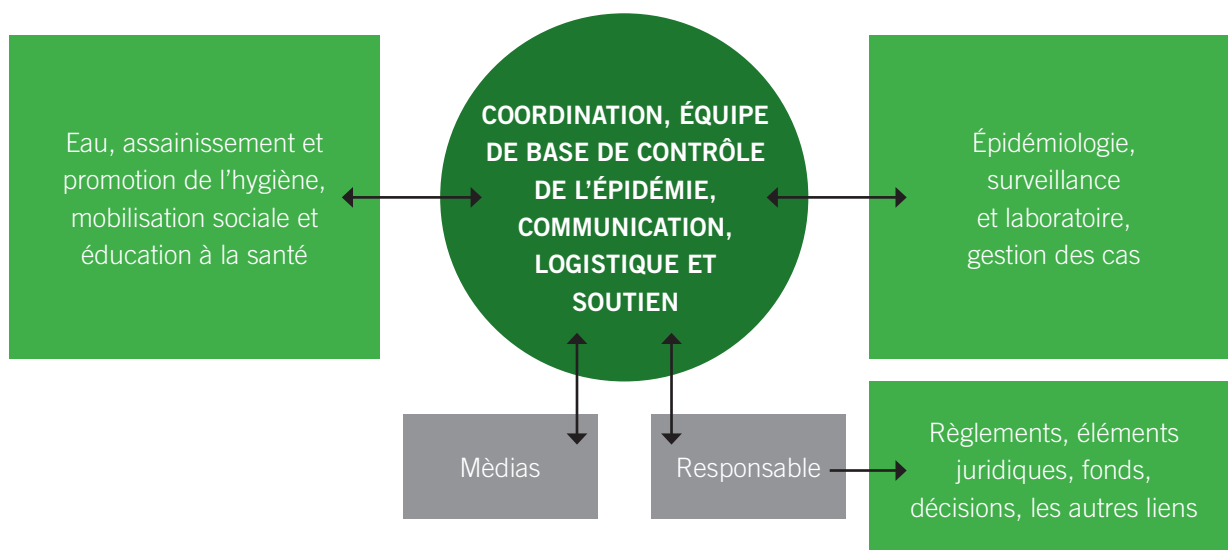 Eau, assainissement et
promotion de l'hygiène,
mobilisation sociale et
éducation à la santé
COORDINATION, ÉQUIPE
DE BASE DE CONTRÔLE
DE L'ÉPIDÉMIE,
COMMUNICATION,
LOGISTIQUE ET
SOUTIEN
Épidémiologie,
surveillance
et laboratoire,
gestion des cas
Mèdias
Responsable
Règlements, éléments
juridiques, fonds,
décisions, les autres liens